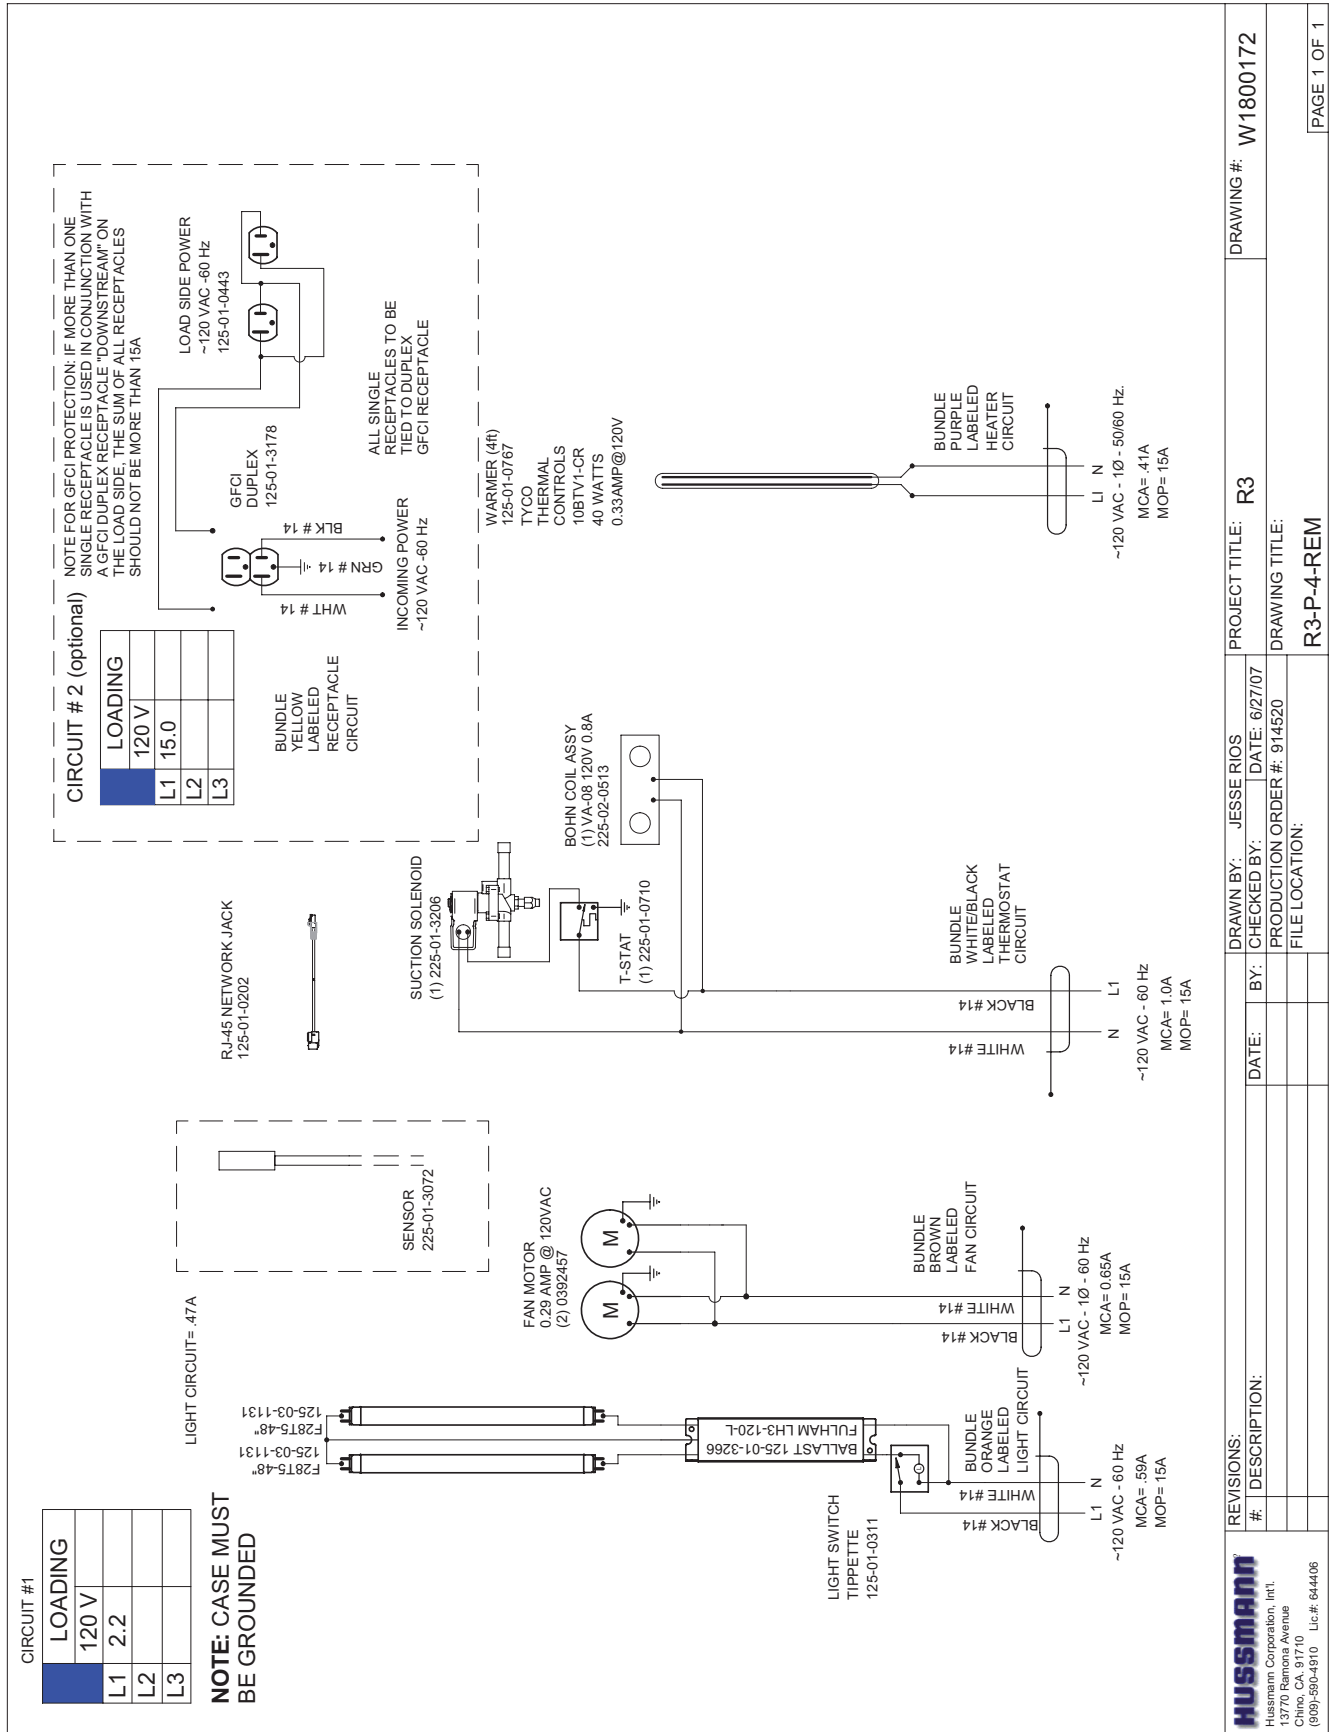 CIRCUIT #1
LOADING
120 V
L1 2.2
L2
L3
NOTE: CASE MUST
BE GROUNDED
LIGHT CIRCUIT= .47A
F28T5-48"
125-03-1131
F28T5-48"
125-03-1131
BALLAST 125-01-3266
FULHAM LH3-120-L
LIGHT SWITCH
TIPPETTE
125-01-0311
L
BUNDLE
ORANGE
LABELED
LIGHT CIRCUIT
BLACK #14
WHITE #14
L1 N
~120 VAC - 60 Hz
MCA= .59A
MOP= 15A
SENSOR
225-01-3072
FAN MOTOR
0.29 AMP @ 120VAC
(2) 0392457
M
M
BUNDLE
BROWN
LABELED
FAN CIRCUIT
BLACK #14
WHITE #14
L1 N
~120 VAC - 1Ø - 60 Hz
MCA= 0.65A
MOP= 15A
RJ-45 NETWORK JACK
125-01-0202
SUCTION SOLENOID
(1) 225-01-3206
T-STAT
(1) 225-01-0710
BOHN COIL ASSY
(1) VA-08 120V 0.8A
225-02-0513
BUNDLE
WHITE/BLACK
LABELED
THERMOSTAT
CIRCUIT
WHITE #14
BLACK #14
N L1
~120 VAC - 60 Hz
MCA= 1.0A
MOP= 15A
CIRCUIT # 2 (optional)
LOADING
120 V
L1 15.0
L2
L3
NOTE FOR GFCI PROTECTION: IF MORE THAN ONE
SINGLE RECEPTACLE IS USED IN CONJUNCTION WITH
A GFCI DUPLEX RECEPTACLE "DOWNSTREAM" ON
THE LOAD SIDE, THE SUM OF ALL RECEPTACLES
SHOULD NOT BE MORE THAN 15A
BUNDLE
YELLOW
LABELED
RECEPTACLE
CIRCUIT
GFCI
DUPLEX
125-01-3178
WHT # 14
GRN # 14
BLK # 14
INCOMING POWER
~120 VAC -60 Hz
LOAD SIDE POWER
~120 VAC -60 Hz
125-01-0443
ALL SINGLE
RECEPTACLES TO BE
TIED TO DUPLEX
GFCI RECEPTACLE
WARMER (4ft)
125-01-0767
TYCO
THERMAL
CONTROLS
10BTV1-CR
40 WATTS
0.33AMP@120V
BUNDLE
PURPLE
LABELED
HEATER
CIRCUIT
LI N
~120 VAC - 1Ø - 50/60 Hz.
MCA= .41A
MOP= 15A
HUSSMANN
Hussmann Corporation, Int'l.
13770 Ramona Avenue
Chino, CA. 91710
(909)-590-4910 Lic.#: 644406
REVISIONS:
#: DESCRIPTION: DATE: BY:
DRAWN BY: JESSE RIOS
CHECKED BY: DATE: 6/27/07
PRODUCTION ORDER #: 914520
FILE LOCATION:
PROJECT TITLE: R3
DRAWING TITLE:
R3-P-4-REM
DRAWING #: W1800172
PAGE 1 OF 1